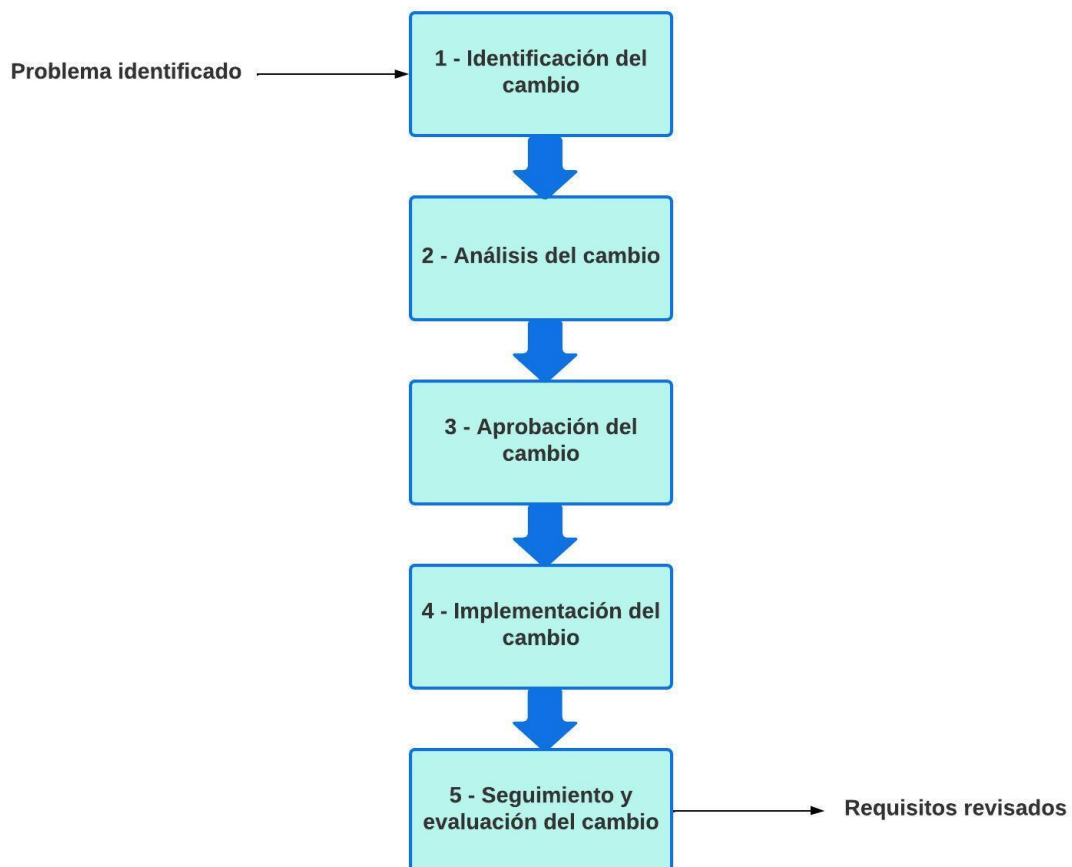 Problema identificado
1 - Identificación del
cambio
2 - Análisis del cambio
3 - Aprobación del
cambio
4 - Implementación del
cambio
5 - Seguimiento y
evaluación del cambio
Requisitos revisados